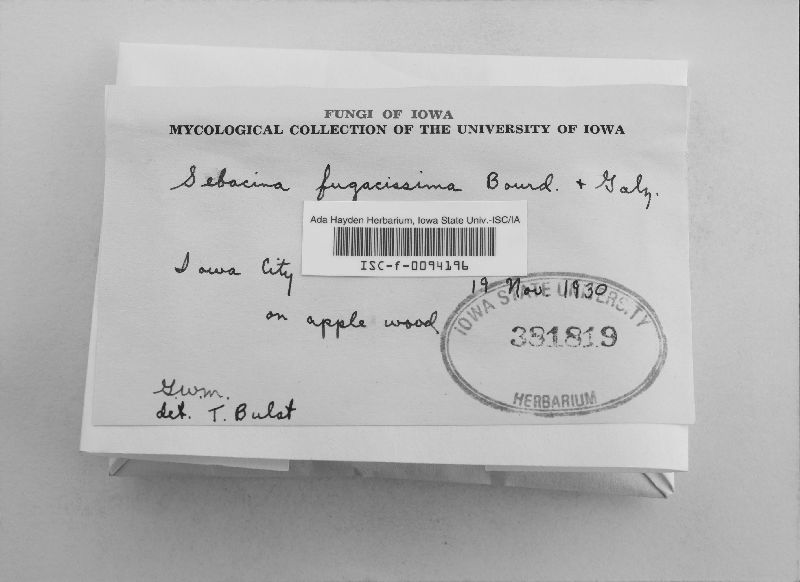 FUNGI OF IOWA
MYCOLOGICAL COLLECTION OF THE UNIVERSITY OF IOWA
Sebacina fugacissima Bourd. + Galz.
Ada Hayden Herbarium, Iowa State Univ.-ISC/IA
ISC-f-0094196
Iowa City
19 Nov 1930
on apple wood
IOWA STATE UNIVERSITY
381819
HERBARIUM
G.W.M.
det. T. Bulat